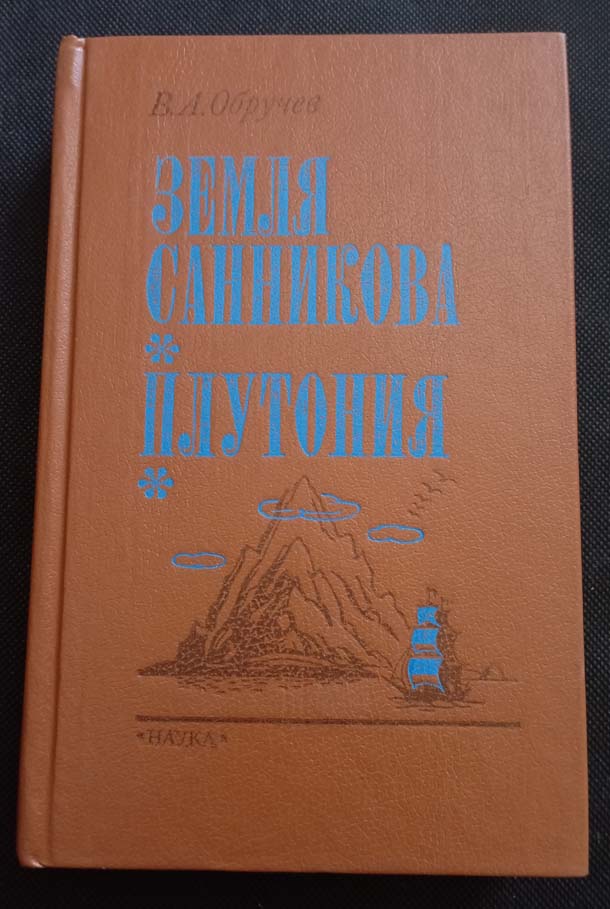 В. А. Обручев
ЗЕМЛЯ
САННИКОВА
*
ПЛУТОНИЯ
*
«НАУКА»